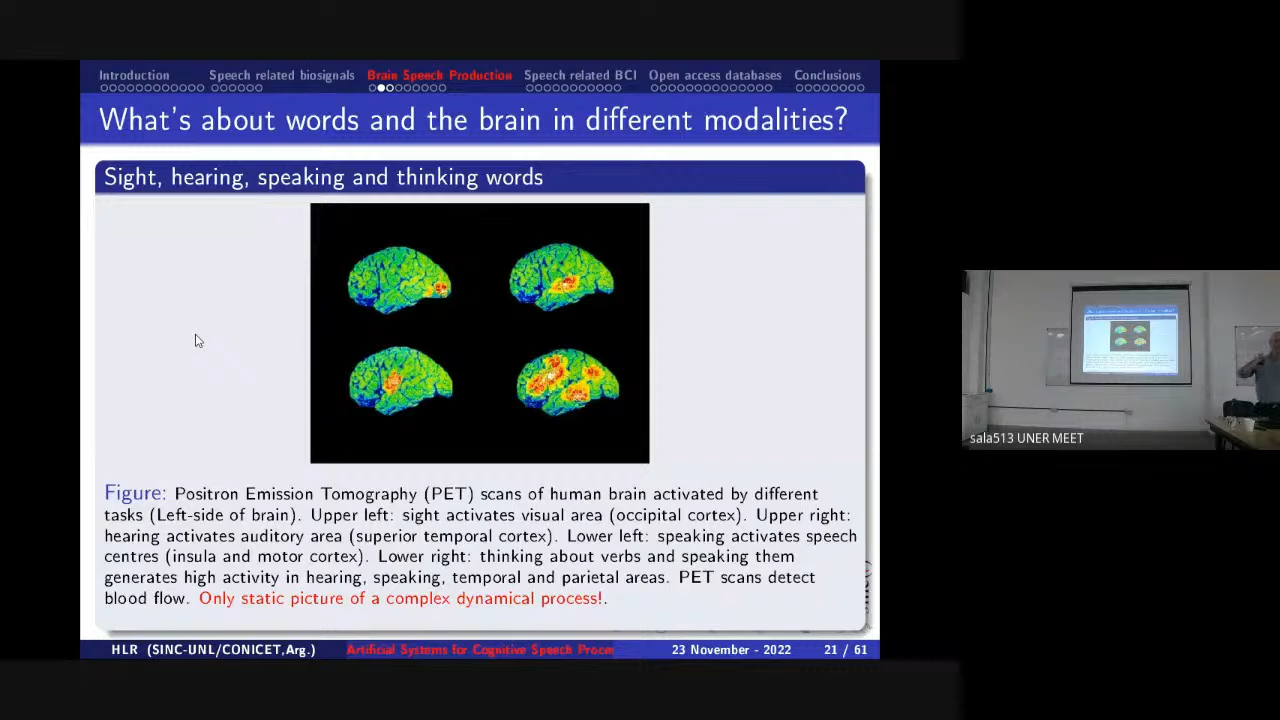 Introduction Speech related biosignals Brain Speech Production Speech related BCI Open access databases Conclusions
What's about words and the brain in different modalities?
Sight, hearing, speaking and thinking words
Figure: Positron Emission Tomography (PET) scans of human brain activated by different
tasks (Left-side of brain). Upper left: sight activates visual area (occipital cortex). Upper right:
hearing activates auditory area (superior temporal cortex). Lower left: speaking activates speech
centres (insula and motor cortex). Lower right: thinking about verbs and speaking them
generates high activity in hearing, speaking, temporal and parietal areas. PET scans detect
blood flow. Only static picture of a complex dynamical process!.
HLR (SINC-UNL/CONICET,Arg.) Artificial Systems for Cognitive Speech Proce 23 November - 2022 21 / 61
sala513 UNER MEET